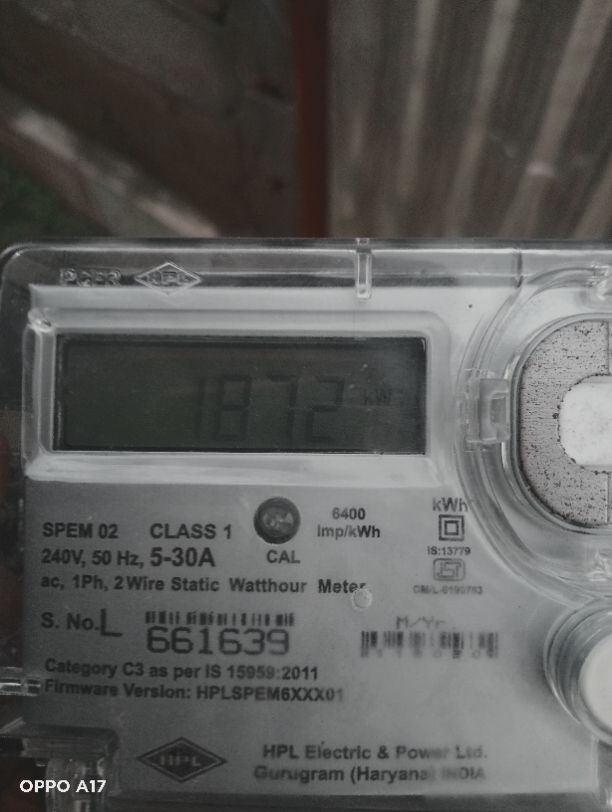 HPL
1872 kW
SPEM 02 CLASS 1
240V, 50 Hz, 5-30A
CAL
6400
imp/kWh
kWh
IS:13779
ac, 1Ph, 2 Wire Static Watthour Meter
S. No. L
661639
M/Yr
Category C3 as per IS 15959:2011
Firmware Version: HPLSPEM6XXX01
HPL
HPL Electric & Power Ltd.
Gurugram (Haryana) INDIA
OPPO A17